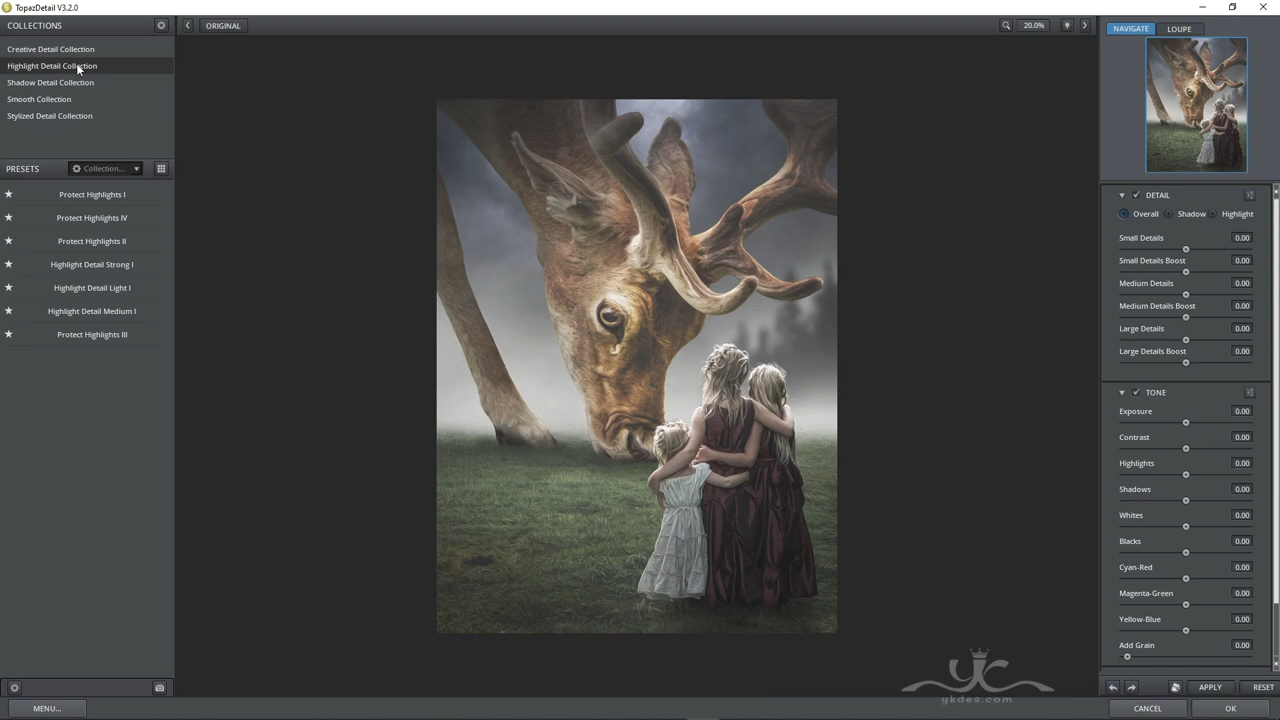 TopazDetail V3.2.0
COLLECTIONS
Creative Detail Collection
Highlight Detail Collection
Shadow Detail Collection
Smooth Collection
Stylized Detail Collection
PRESETS
Collection...
Protect Highlights I
Protect Highlights IV
Protect Highlights II
Highlight Detail Strong I
Highlight Detail Light I
Highlight Detail Medium I
Protect Highlights III
MENU...
ORIGINAL
20.0%
yc
ykdes.com
NAVIGATE
LOUPE
DETAIL
Overall Shadow Highlight
Small Details 0.00
Small Details Boost 0.00
Medium Details 0.00
Medium Details Boost 0.00
Large Details 0.00
Large Details Boost 0.00
TONE
Exposure 0.00
Contrast 0.00
Highlights 0.00
Shadows 0.00
Whites 0.00
Blacks 0.00
Cyan-Red 0.00
Magenta-Green 0.00
Yellow-Blue 0.00
Add Grain 0.00
APPLY RESET
CANCEL OK